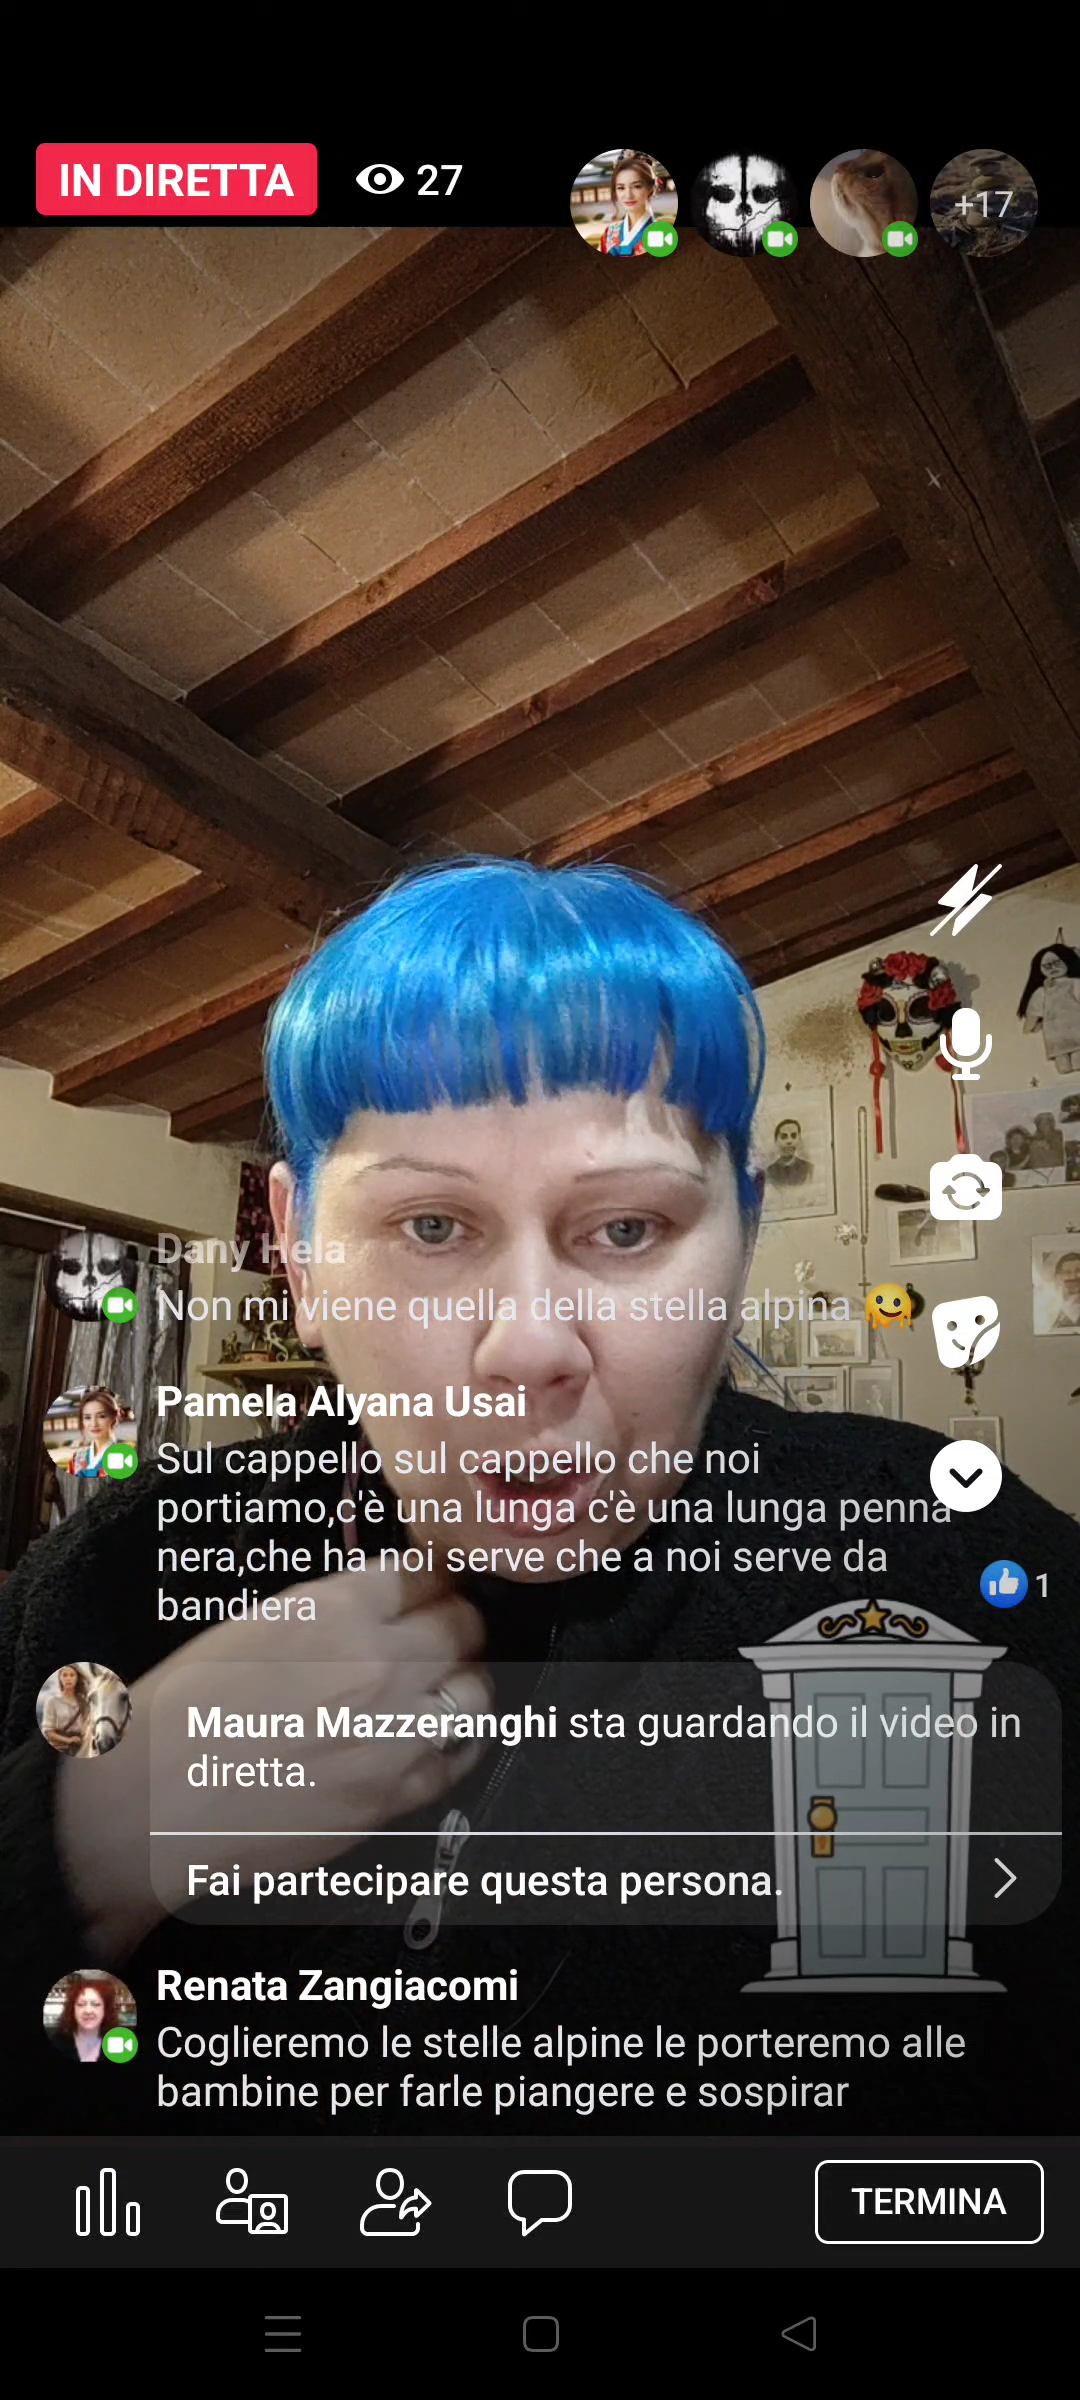 IN DIRETTA
27
+17
Dany Hela
Non mi viene quella della stella alpina 🫠
Pamela Alyana Usai
Sul cappello sul cappello che noi
portiamo,c'è una lunga c'è una lunga penna
nera,che ha noi serve che a noi serve da
bandiera
1
Maura Mazzeranghi sta guardando il video in
diretta.
Fai partecipare questa persona.
Renata Zangiacomi
Coglieremo le stelle alpine le porteremo alle
bambine per farle piangere e sospirar
TERMINA